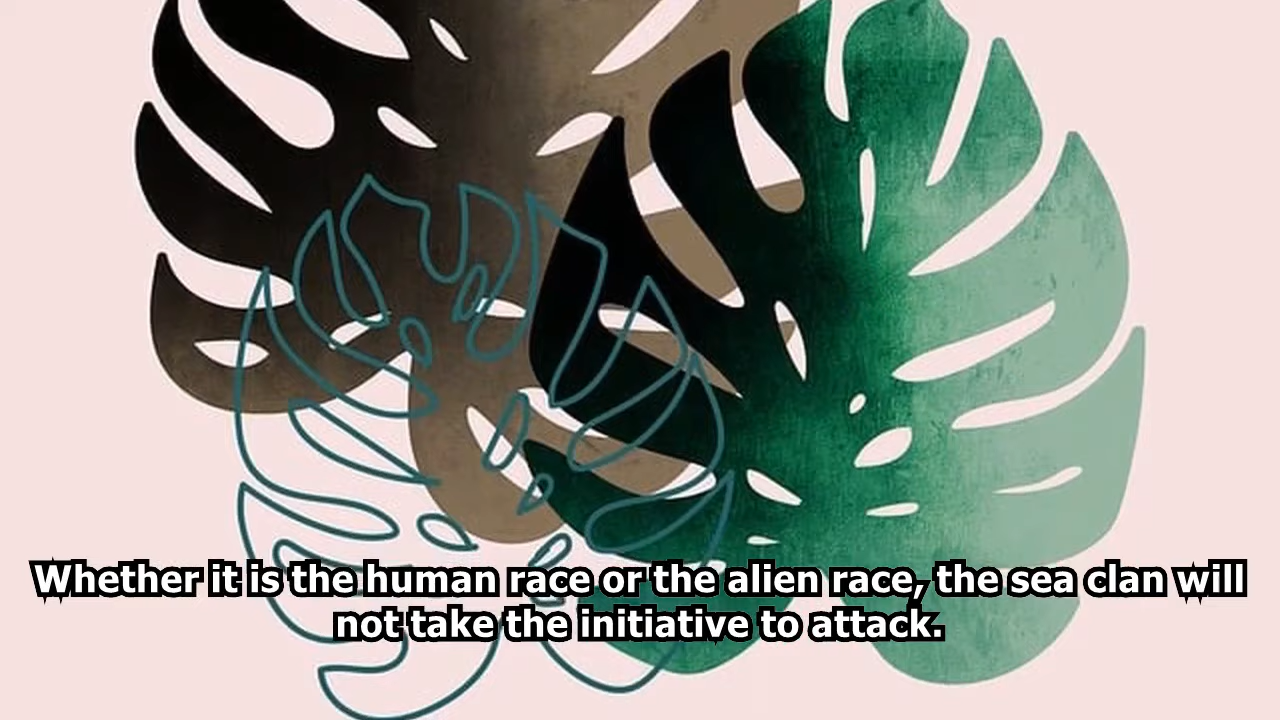 Whether it is the human race or the alien race, the sea clan will
not take the initiative to attack.